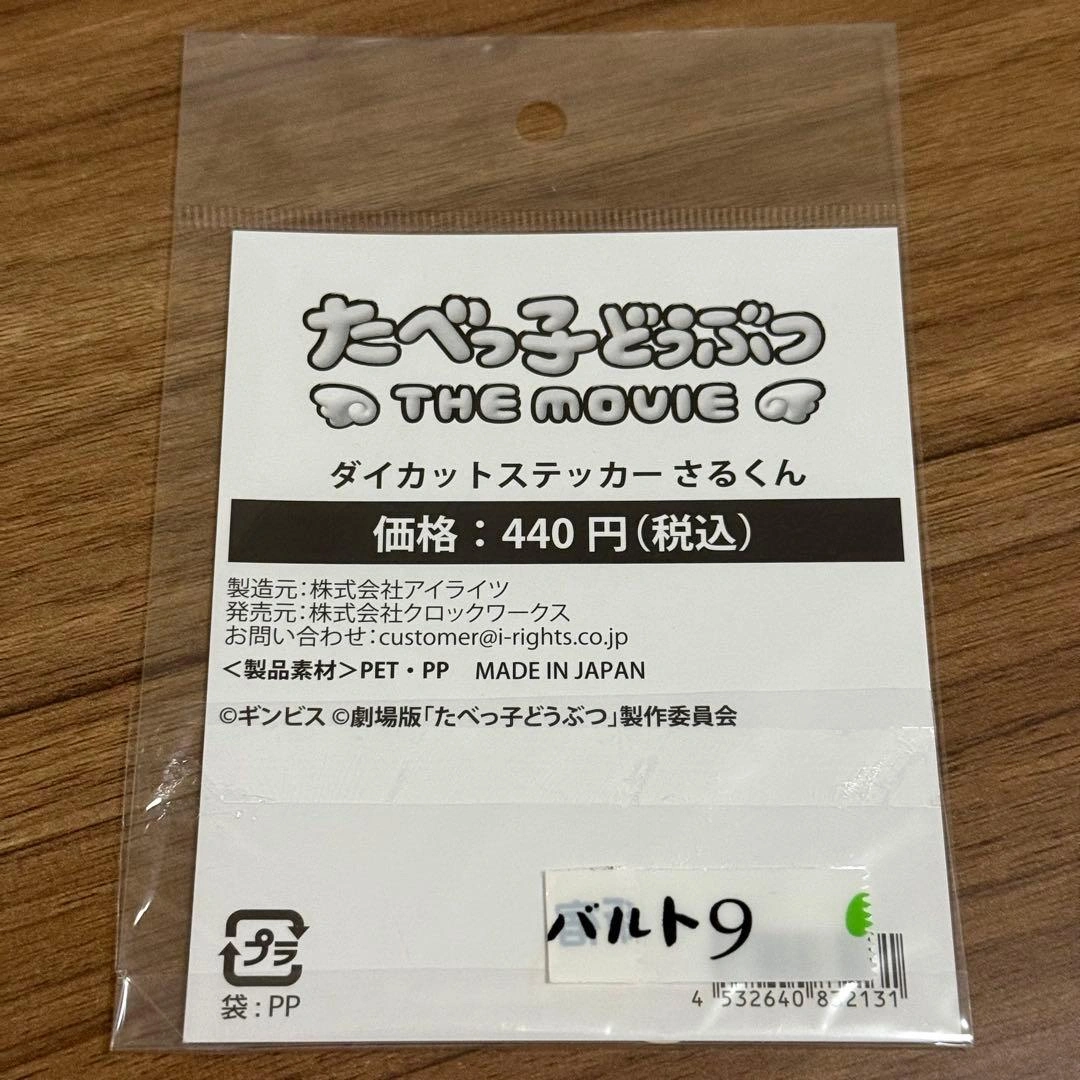 たべっ子どうぶつ
THE MOVIE
ダイカットステッカー さるくん
価格：440 円（税込）
製造元：株式会社アイライツ
発売元：株式会社クロックワークス
お問い合わせ：customer@i-rights.co.jp
＜製品素材＞PET・PP　MADE IN JAPAN
©ギンビス ©劇場版「たべっ子どうぶつ」製作委員会
バルト9
プラ
袋：PP
4 532640 832131